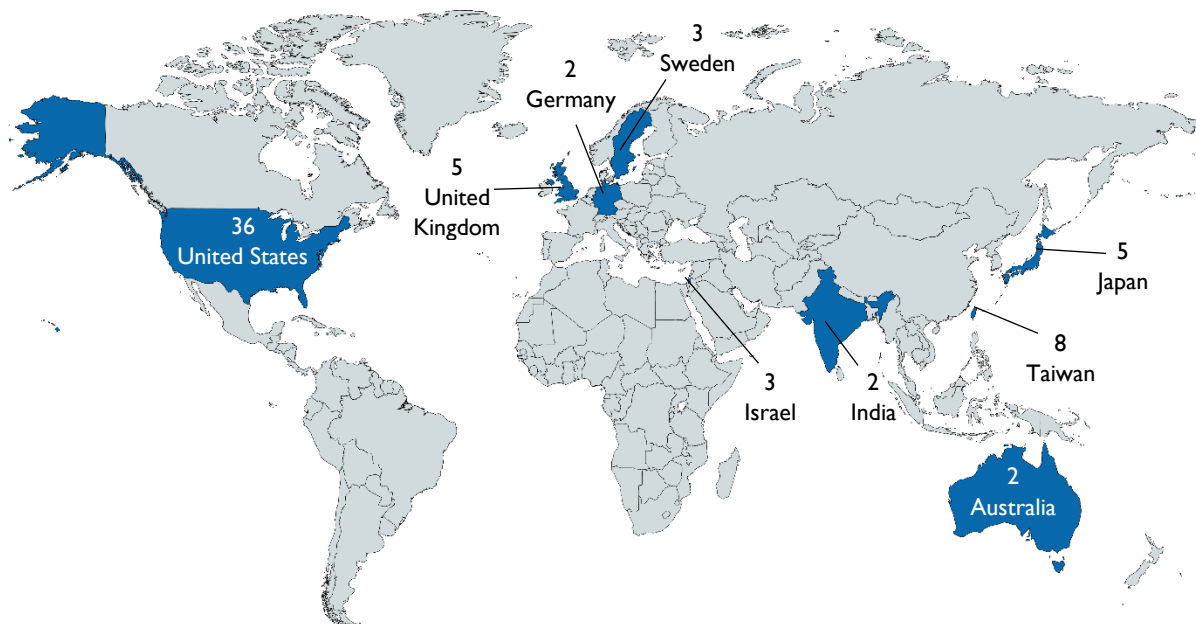 3
Sweden
2
Germany
5
United
Kingdom
36
United States
5
Japan
8
Taiwan
3
Israel
2
India
2
Australia